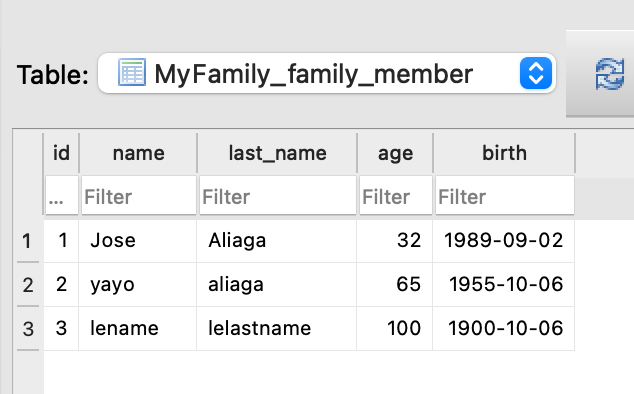 Table: MyFamily_family_member
id name last_name age birth
... Filter Filter Filter Filter
1 1 Jose Aliaga 32 1989-09-02
2 2 yayo aliaga 65 1955-10-06
3 3 lename lelastname 100 1900-10-06